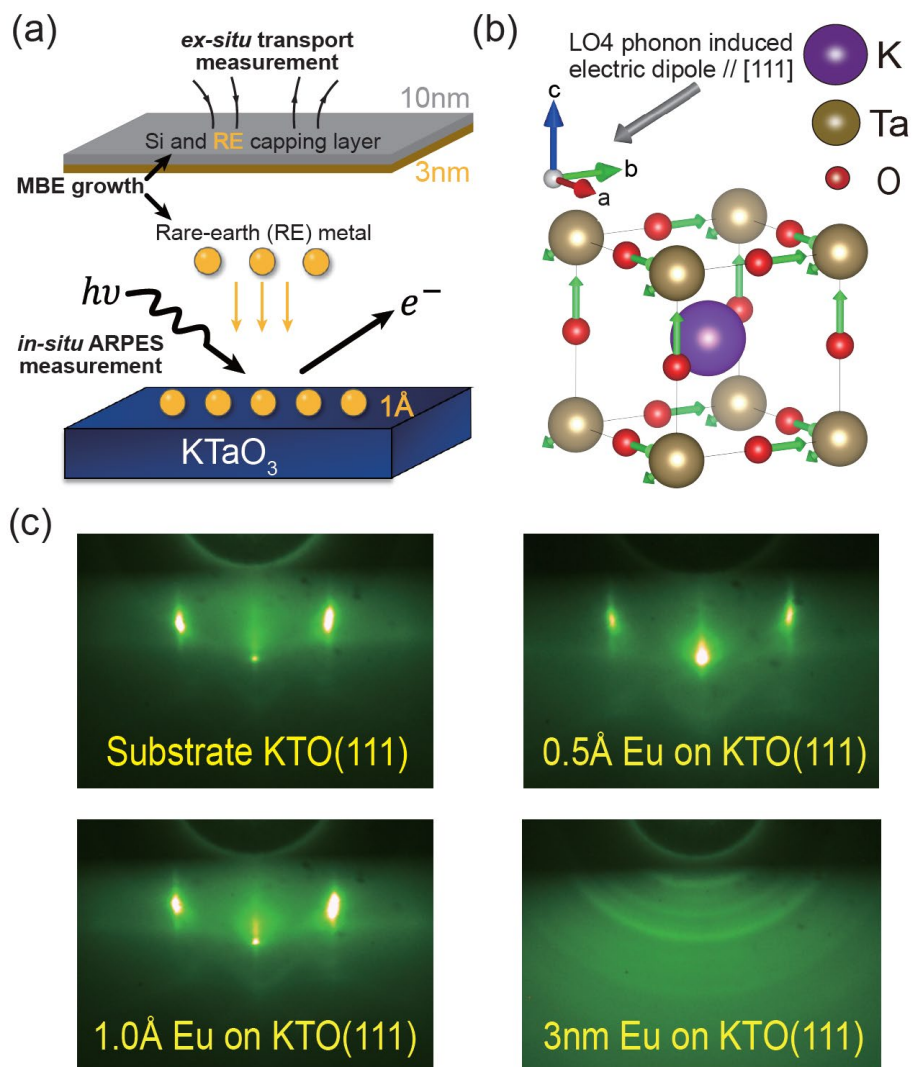 (a)
ex-situ transport
measurement
10nm
Si and RE capping layer
3nm
MBE growth
Rare-earth (RE) metal
hυ
e−
in-situ ARPES
measurement
1Å
KTaO3
(b)
LO4 phonon induced
electric dipole // [111]
K
Ta
O
c
b
a
(c)
Substrate KTO(111)
0.5Å Eu on KTO(111)
1.0Å Eu on KTO(111)
3nm Eu on KTO(111)